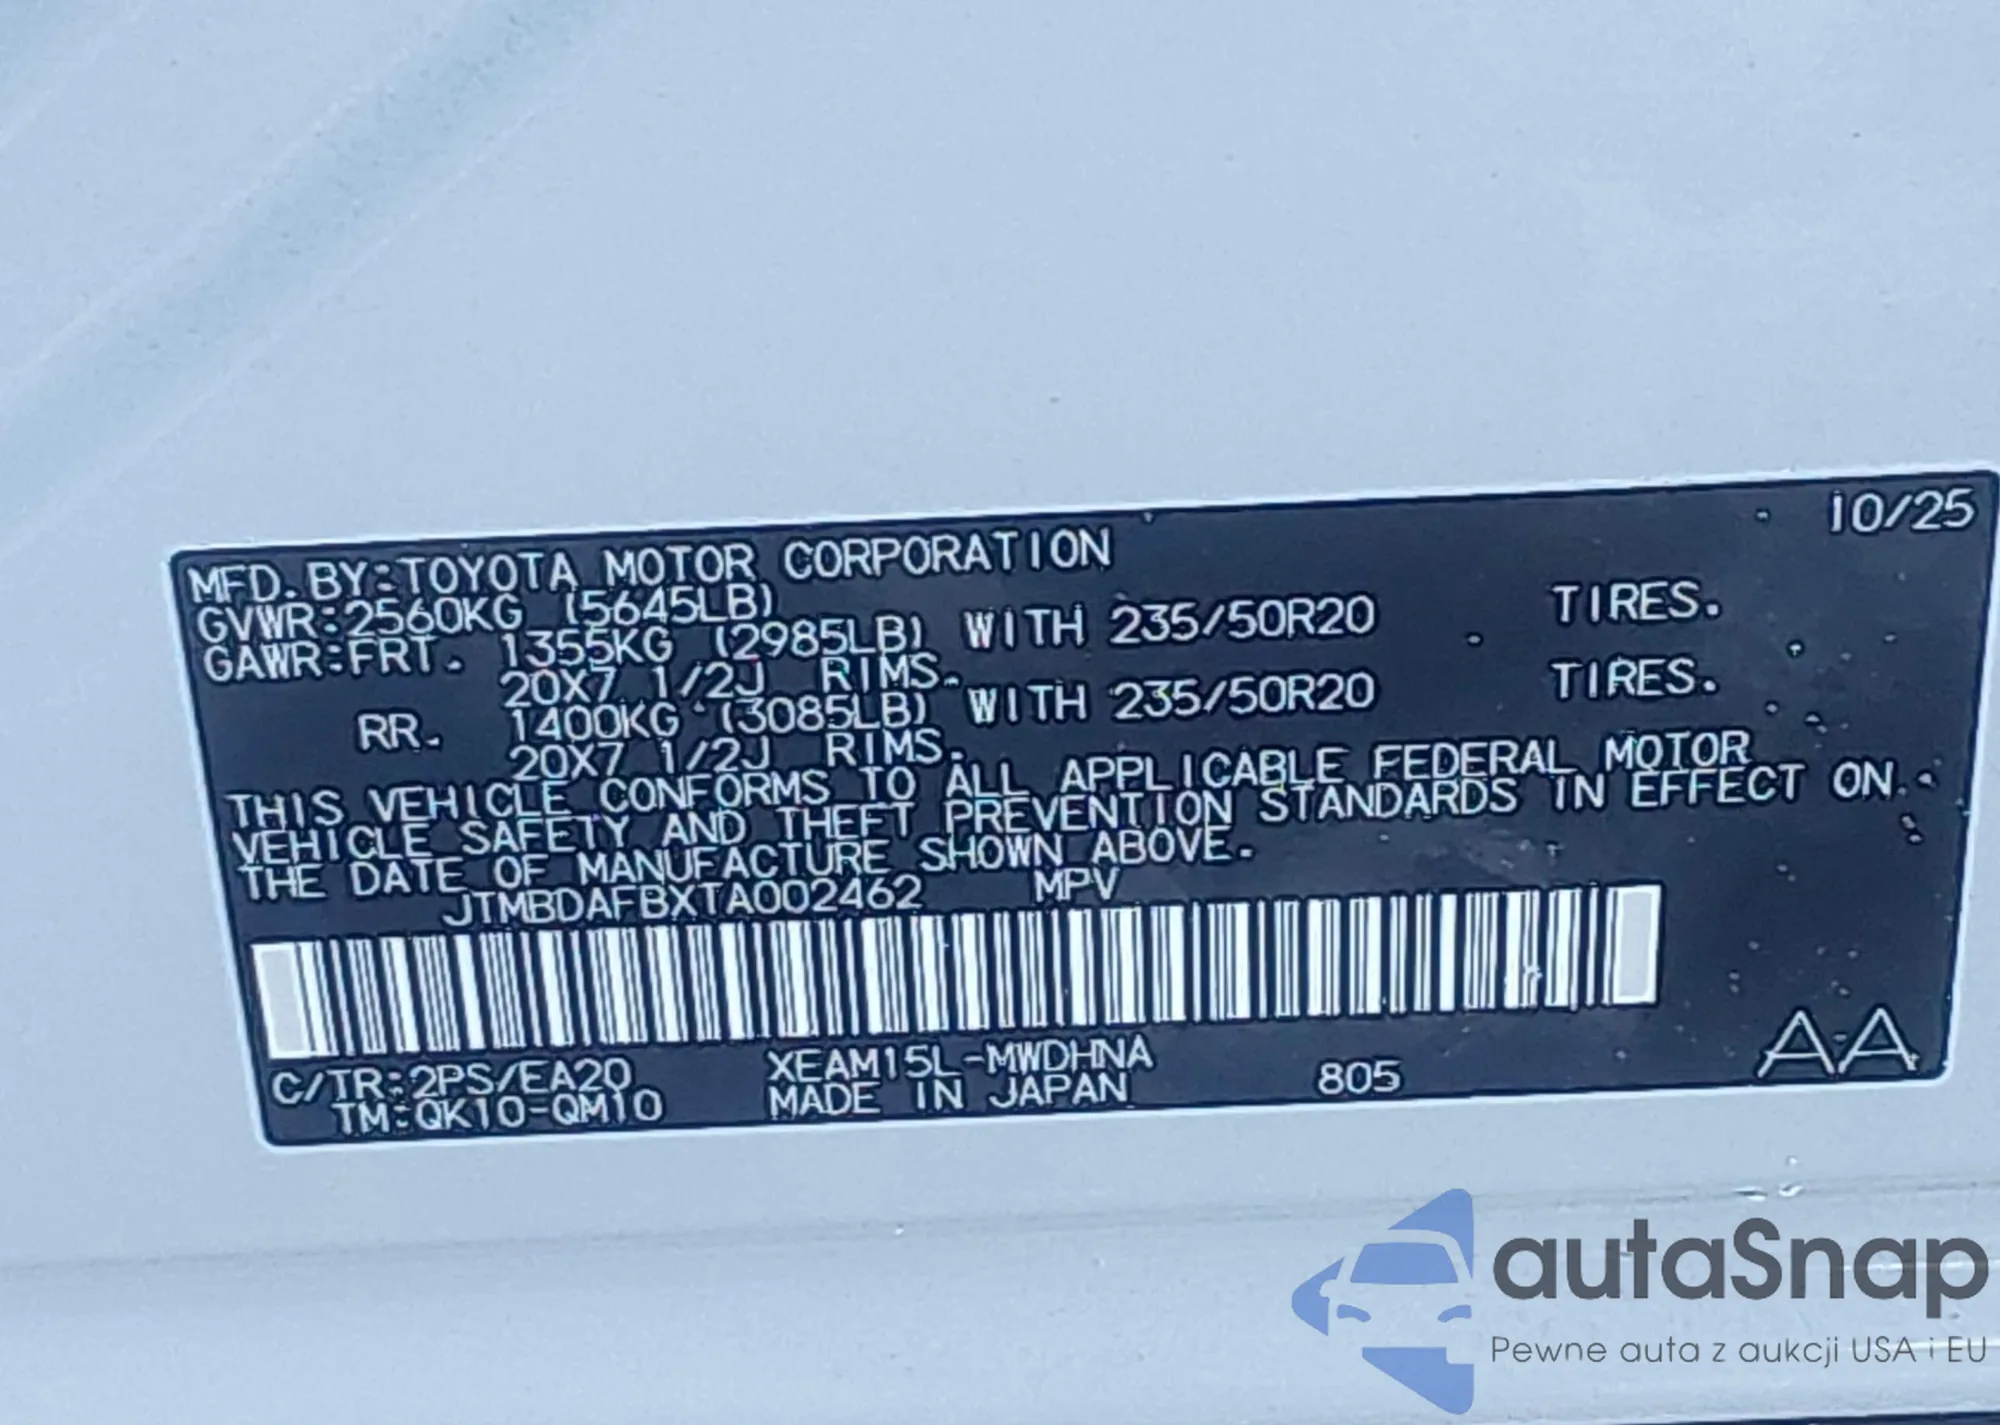 10/25
MFD. BY:TOYOTA MOTOR CORPORATION
GVWR:2560KG (5645LB)
GAWR:FRT. 1355KG (2985LB) WITH 235/50R20 TIRES.
20X7 1/2J RIMS.
RR. 1400KG (3085LB) WITH 235/50R20 TIRES.
20X7 1/2J RIMS.
THIS VEHICLE CONFORMS TO ALL APPLICABLE FEDERAL MOTOR
VEHICLE SAFETY AND THEFT PREVENTION STANDARDS IN EFFECT ON
THE DATE OF MANUFACTURE SHOWN ABOVE.
JTMBDAFBXTA002462 MPV
C/TR:2PS/EA20 XEAM15L-MWDHNA 805 A-A
TM:QK10-QM10 MADE IN JAPAN
autaSnap
Pewne auta z aukcji USA i EU